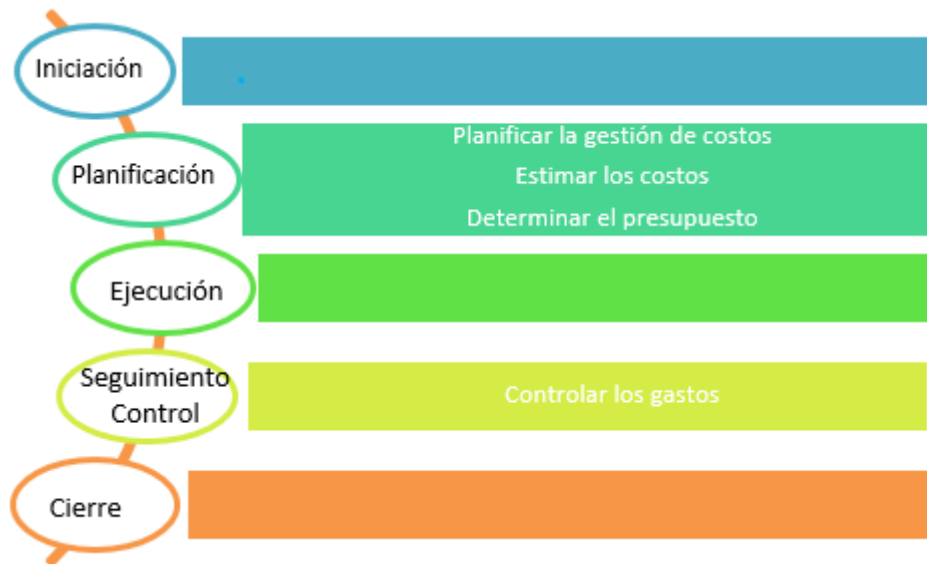 Iniciación
Planificación
Planificar la gestión de costos
Estimar los costos
Determinar el presupuesto
Ejecución
Seguimiento
Control
Controlar los gastos
Cierre